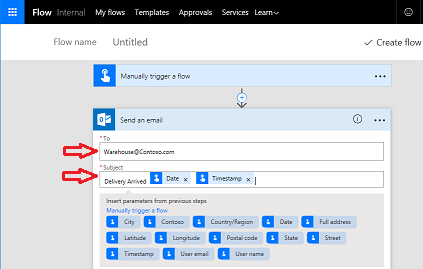 Flow Internal My flows Templates Approvals Services Learn
Flow name Untitled Create flow
Manually trigger a flow
Send an email
* To
Warehouse@Contoso.com
* Subject
Delivery Arrived Date x Timestamp x
Insert parameters from previous steps
Manually trigger a flow
City Contoso Country/Region Date Full address
Latitude Longitude Postal code State Street
Timestamp User email User name